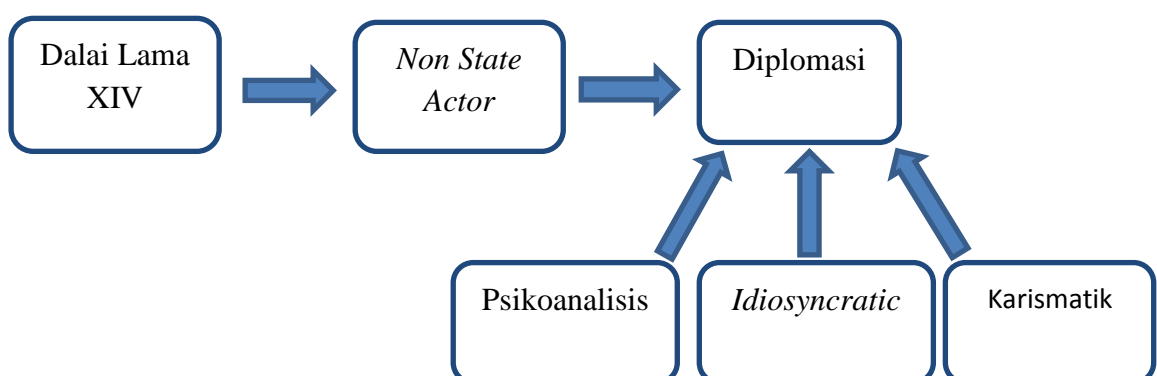 Dalai Lama
XIV
Non State
Actor
Diplomasi
Psikoanalisis
Idiosyncratic
Karismatik